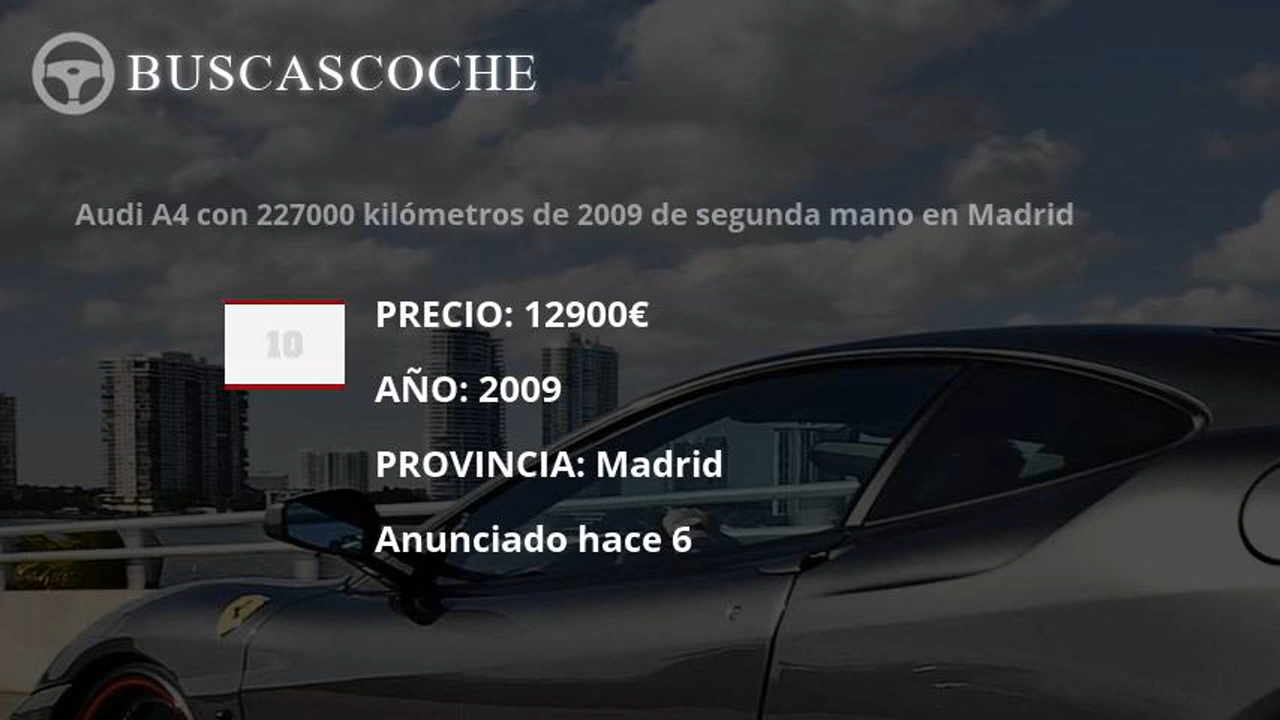 BUSCASCOCHE
Audi A4 con 227000 kilómetros de 2009 de segunda mano en Madrid
10
PRECIO: 12900€
AÑO: 2009
PROVINCIA: Madrid
Anunciado hace 6